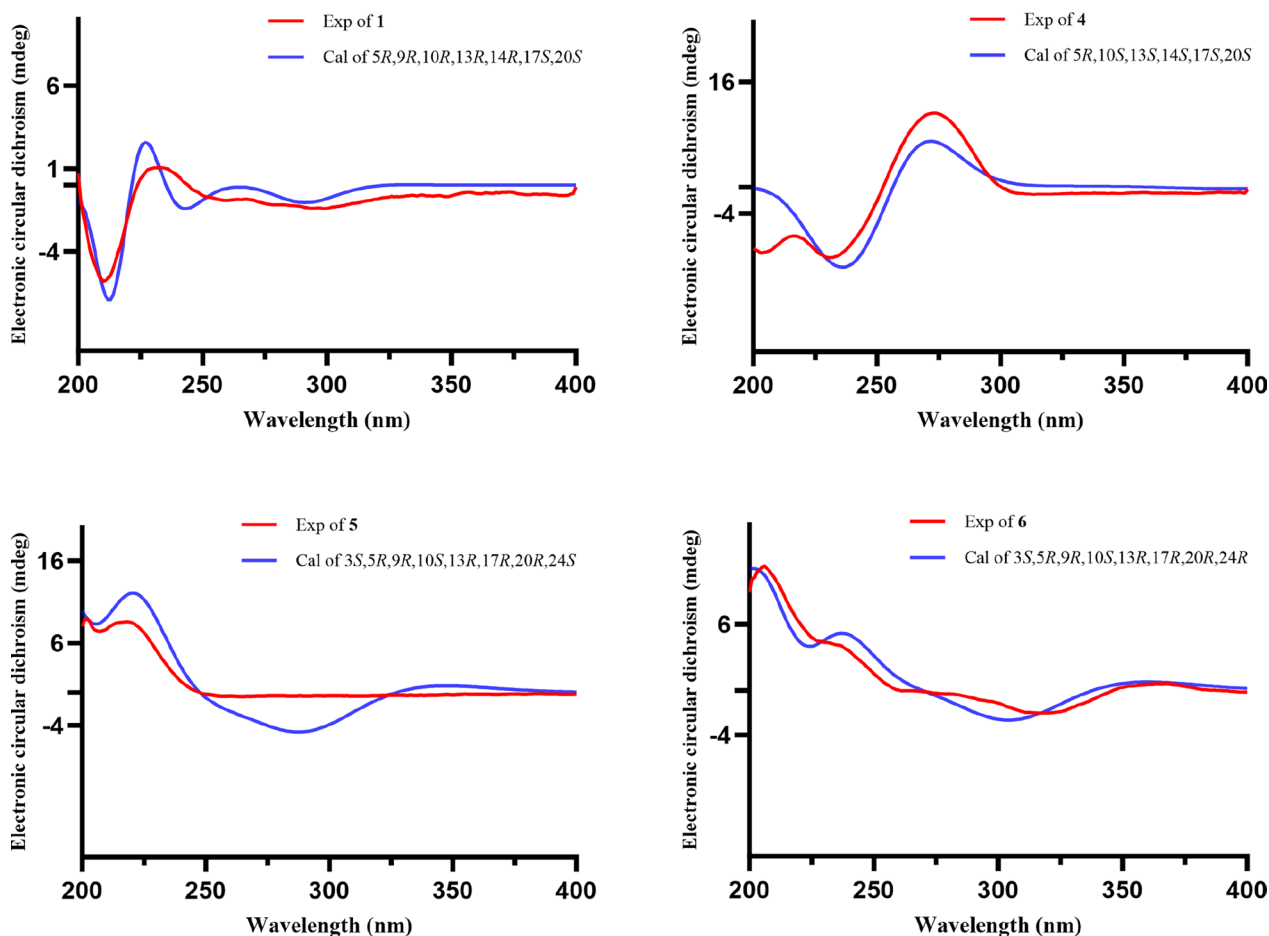 Electronic circular dichroism (mdeg)
Exp of 1
Cal of 5R,9R,10R,13R,14R,17S,20S
6
1
-4
200
250
300
350
400
Wavelength (nm)
Electronic circular dichroism (mdeg)
Exp of 4
Cal of 5R,10S,13S,14S,17S,20S
16
-4
200
250
300
350
400
Wavelength (nm)
Electronic circular dichroism (mdeg)
Exp of 5
Cal of 3S,5R,9R,10S,13R,17R,20R,24S
16
6
-4
200
250
300
350
400
Wavelength (nm)
Electronic circular dichroism (mdeg)
Exp of 6
Cal of 3S,5R,9R,10S,13R,17R,20R,24R
6
-4
200
250
300
350
400
Wavelength (nm)